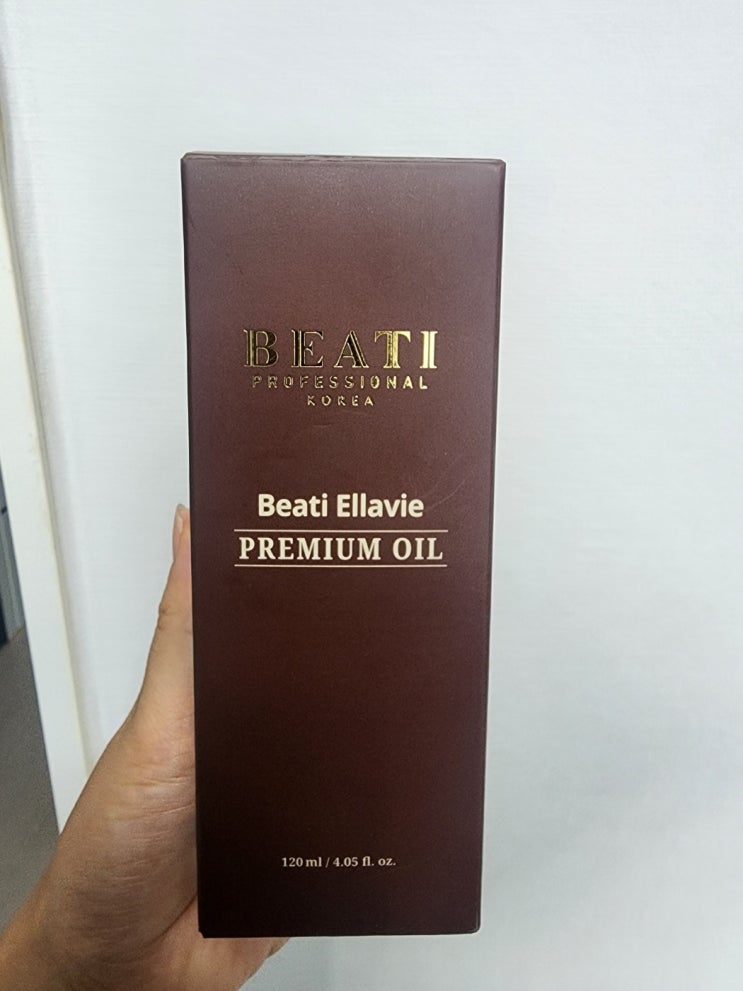 BEATI
PROFESSIONAL
KOREA
Beati Ellavie
PREMIUM OIL
120 ml / 4.05 fl. oz.